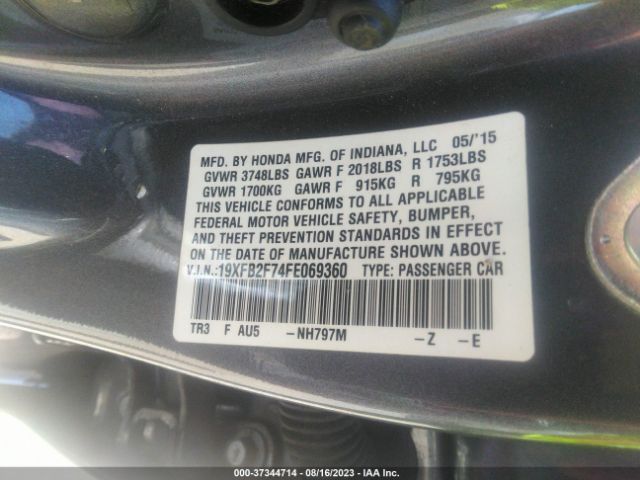 MFD. BY HONDA MFG. OF INDIANA, LLC 05/'15
GVWR 3748LBS GAWR F 2018LBS R 1753LBS
GVWR 1700KG GAWR F 915KG R 795KG
THIS VEHICLE CONFORMS TO ALL APPLICABLE
FEDERAL MOTOR VEHICLE SAFETY, BUMPER,
AND THEFT PREVENTION STANDARDS IN EFFECT
ON THE DATE OF MANUFACTURE SHOWN ABOVE.
V.I.N.:19XFB2F74FE069360 TYPE: PASSENGER CAR
TR3 F AU5 -NH797M -Z -E
000-37344714 - 08/16/2023 - IAA Inc.